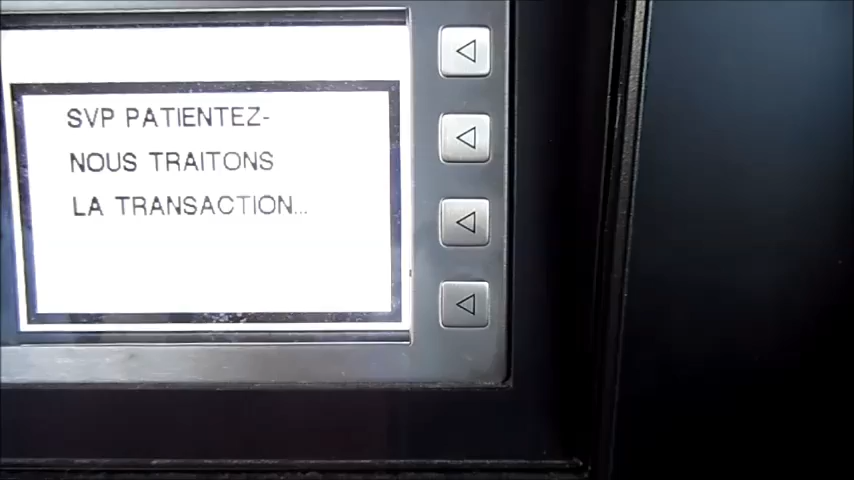 SVP PATIENTEZ-
NOUS TRAITONS
LA TRANSACTION...